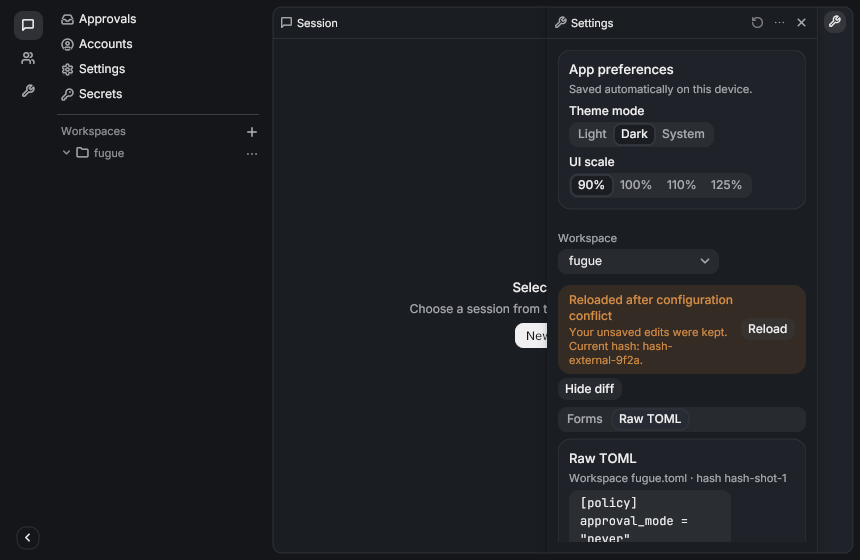 Approvals
Accounts
Settings
Secrets
Workspaces
fugue
Session
Selec
Choose a session from t
New
Settings
App preferences
Saved automatically on this device.
Theme mode
Light Dark System
UI scale
90% 100% 110% 125%
Workspace
fugue
Reloaded after configuration
conflict
Your unsaved edits were kept.
Current hash: hash-
external-9f2a.
Reload
Hide diff
Forms Raw TOML
Raw TOML
Workspace fugue.toml · hash hash-shot-1
[policy]
approval_mode =
"never"